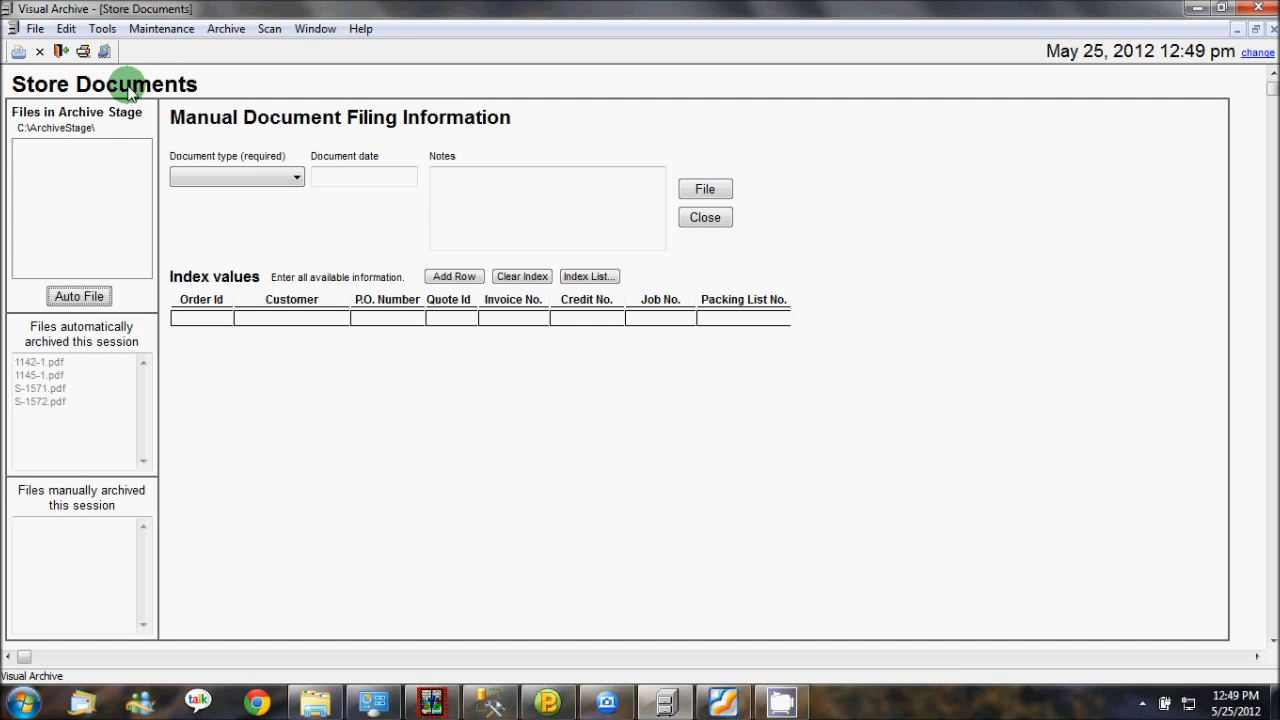 Visual Archive - [Store Documents]
File Edit Tools Maintenance Archive Scan Window Help
May 25, 2012 12:49 pm change
Store Documents
Files in Archive Stage
C:\ArchiveStage\
Auto File
Files automatically
archived this session
1142-1.pdf
1145-1.pdf
S-1571.pdf
S-1572.pdf
Files manually archived
this session
Manual Document Filing Information
Document type (required) Document date Notes
File
Close
Index values Enter all available information. Add Row Clear Index Index List...
Order Id Customer P.O. Number Quote Id Invoice No. Credit No. Job No. Packing List No.
Visual Archive
talk
12:49 PM
5/25/2012